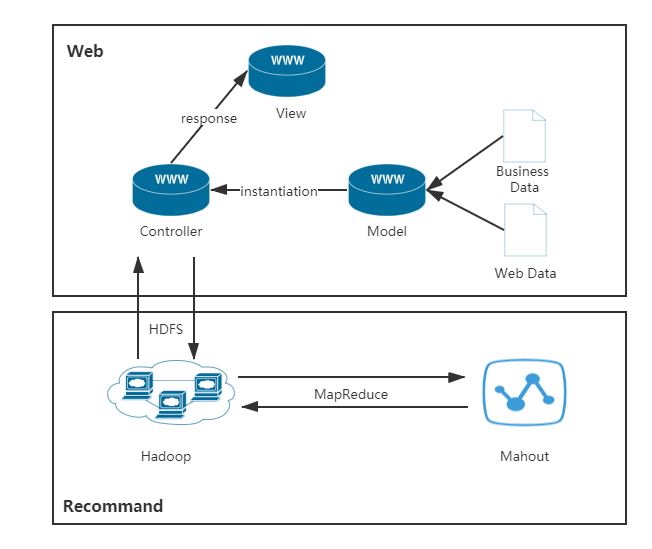 Web
WWW
View
response
WWW
Controller
instantiation
WWW
Model
Business
Data
Web Data
HDFS
MapReduce
Hadoop
Mahout
Recommand